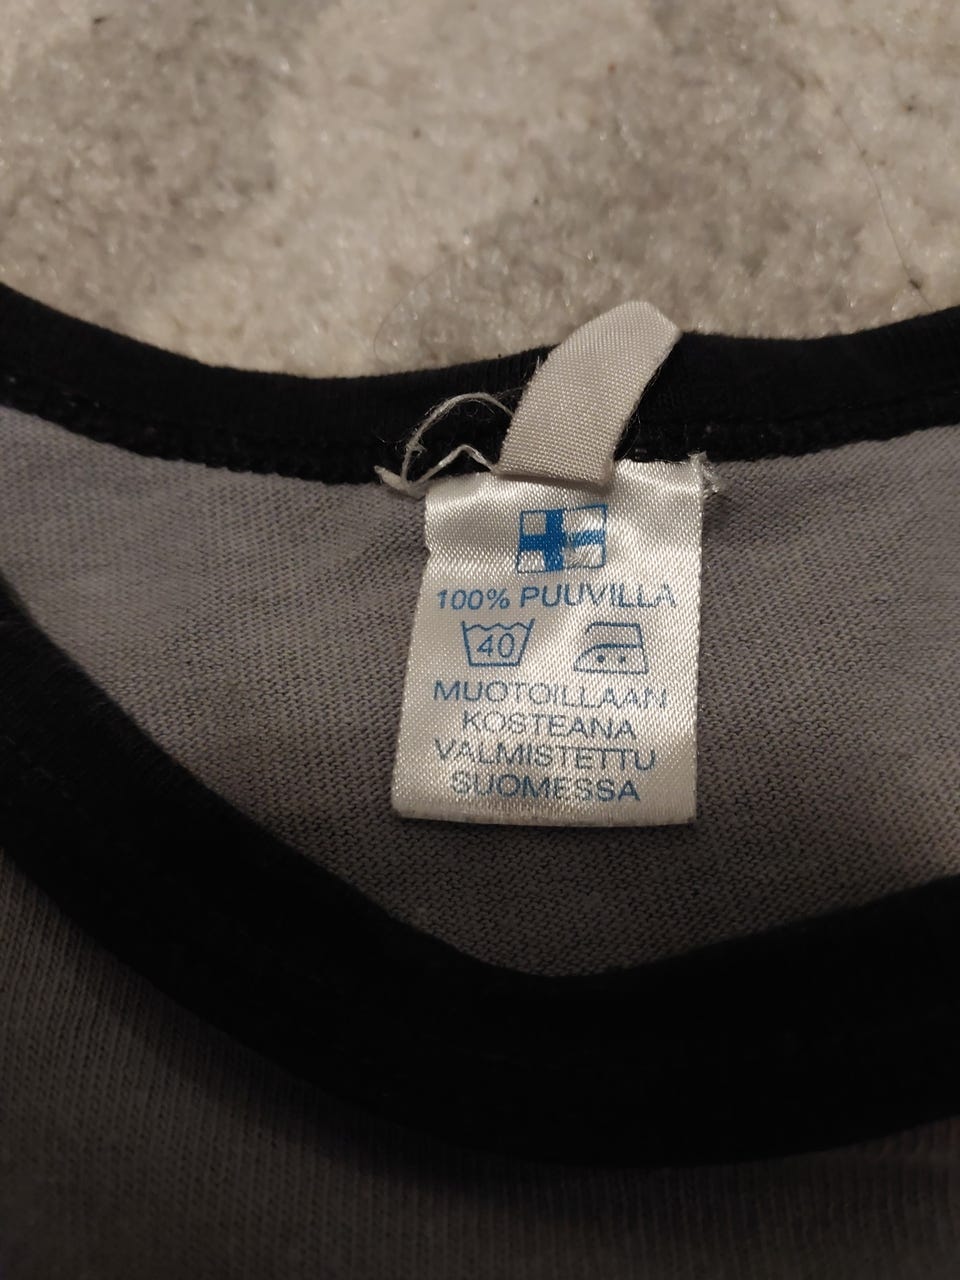 100% PUUVILLA
40
MUOTOILLAAN
KOSTEANA
VALMISTETTU
SUOMESSA